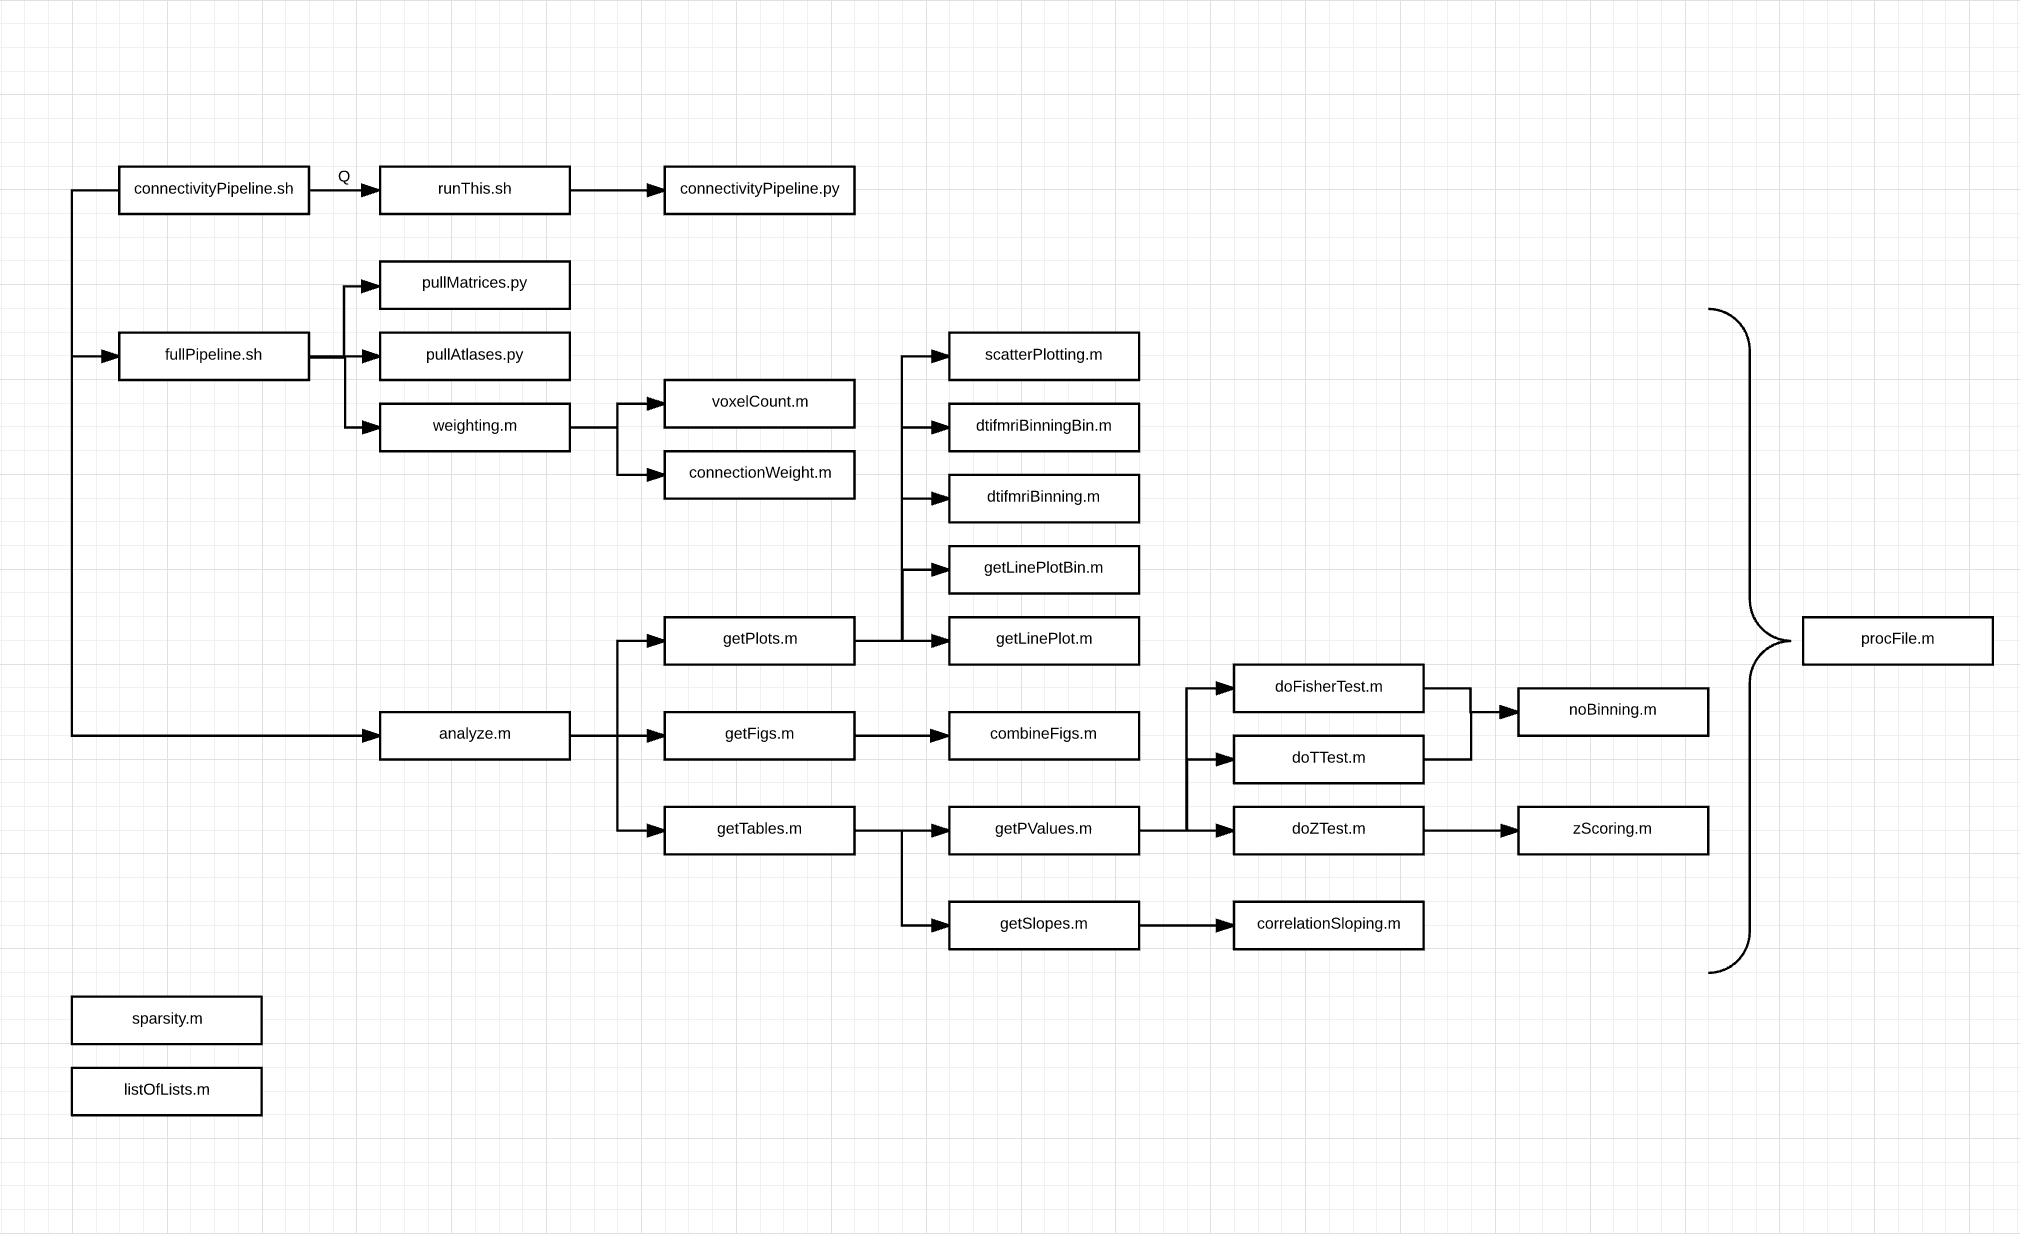 connectivityPipeline.sh
Q
runThis.sh
connectivityPipeline.py
pullMatrices.py
fullPipeline.sh
pullAtlases.py
scatterPlotting.m
voxelCount.m
weighting.m
dtifmriBinningBin.m
connectionWeight.m
dtifmriBinning.m
getLinePlotBin.m
getPlots.m
getLinePlot.m
procFile.m
doFisherTest.m
noBinning.m
analyze.m
getFigs.m
combineFigs.m
doTTest.m
getTables.m
getPValues.m
doZTest.m
zScoring.m
getSlopes.m
correlationSloping.m
sparsity.m
listOfLists.m